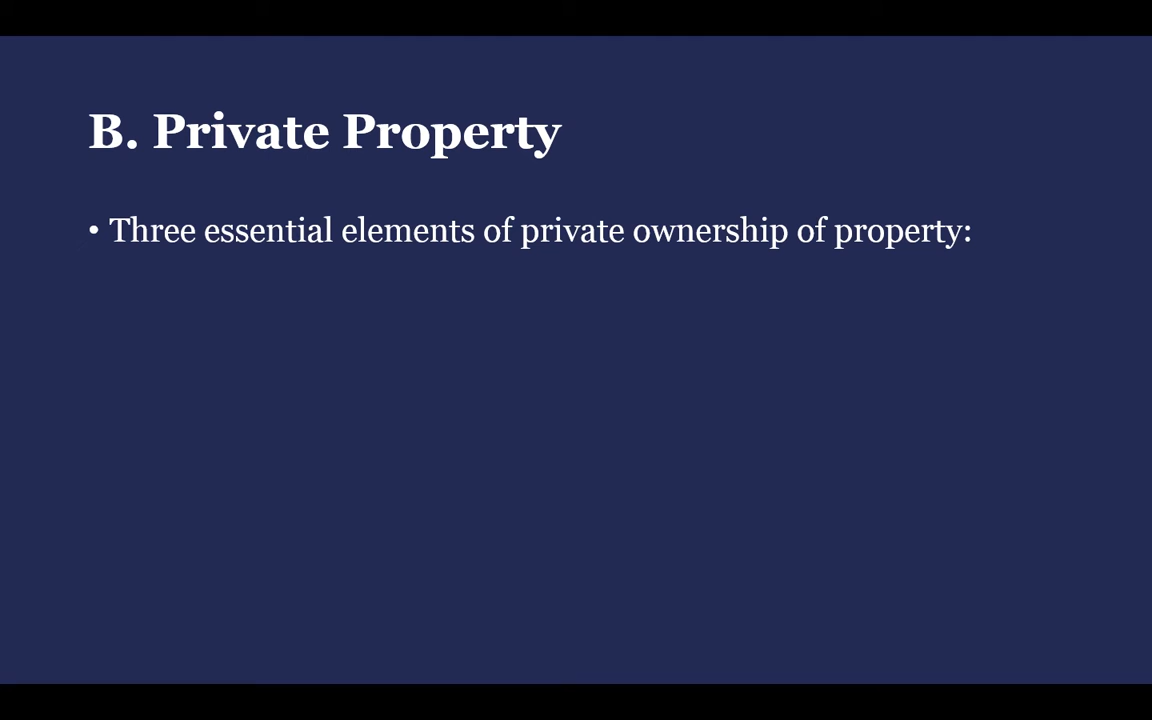 B. Private Property
• Three essential elements of private ownership of property: